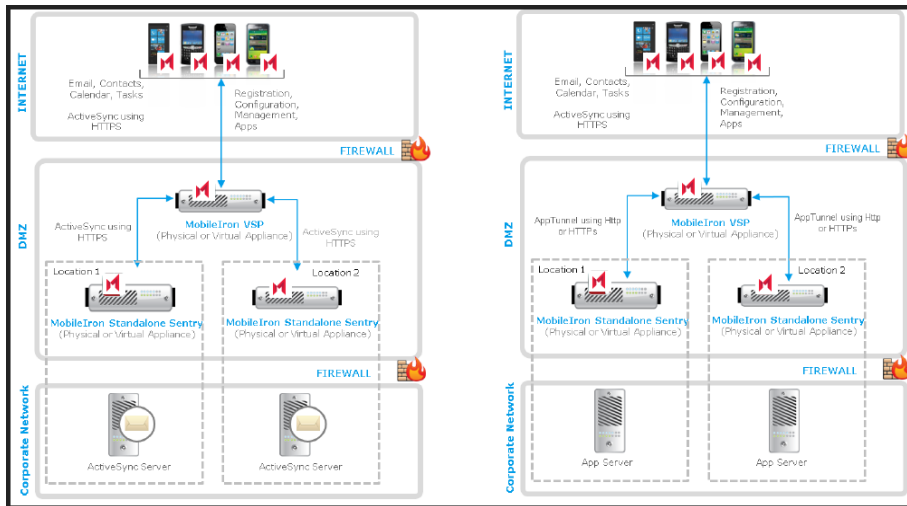 INTERNET
Email, Contacts,
Calendar, Tasks
ActiveSync using
HTTPS
Registration,
Configuration,
Management,
Apps
FIREWALL
DMZ
MobileIron VSP
(Physical or Virtual Appliance)
ActiveSync using
HTTPS
ActiveSync using
HTTPS
Location 1
MobileIron Standalone Sentry
(Physical or Virtual Appliance)
Location 2
MobileIron Standalone Sentry
(Physical or Virtual Appliance)
FIREWALL
Corporate Network
ActiveSync Server
ActiveSync Server
INTERNET
Email, Contacts,
Calendar, Tasks
ActiveSync using
HTTPS
Registration,
Configuration,
Management,
Apps
FIREWALL
DMZ
MobileIron VSP
(Physical or Virtual Appliance)
AppTunnel using Http
or HTTPs
AppTunnel using Http
or HTTPs
Location 1
MobileIron Standalone Sentry
(Physical or Virtual Appliance)
Location 2
MobileIron Standalone Sentry
(Physical or Virtual Appliance)
FIREWALL
Corporate Network
App Server
App Server